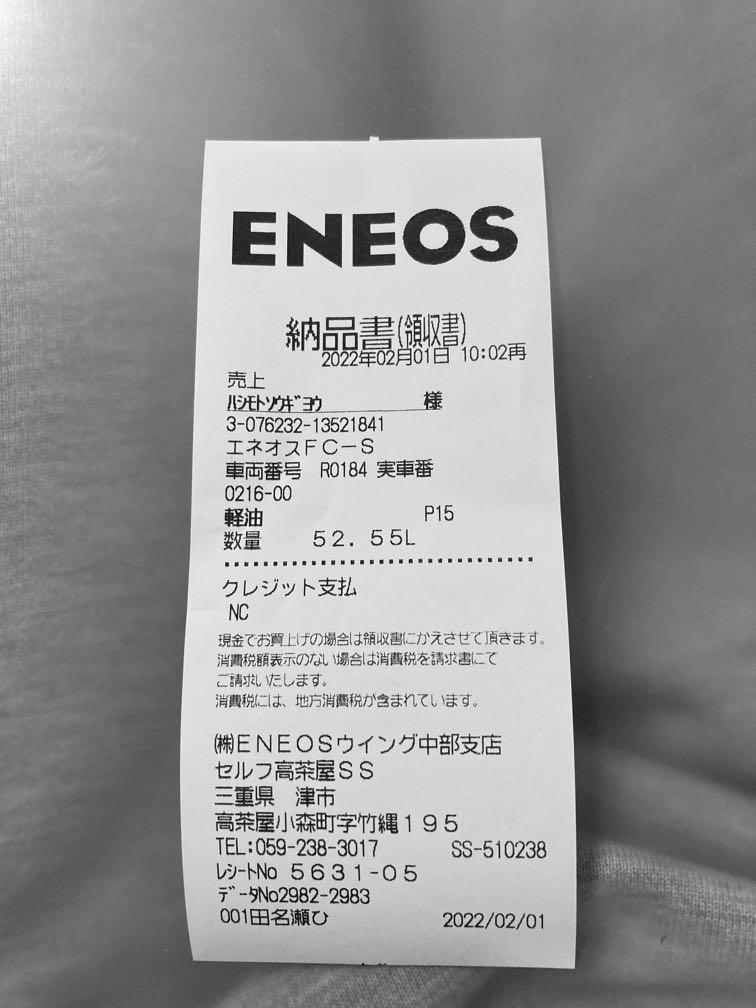 ENEOS
納品書(領収書)
2022年02月01日 10:02再
売上
ﾊｼﾓﾄｿｳｷﾞﾖｳ 様
3-076232-13521841
エネオスＦＣ－Ｓ
車両番号 R0184 実車番
0216-00
軽油 P15
数量 ５２．５５L
クレジット支払
NC
現金でお買上げの場合は領収書にかえさせて頂きます。
消費税額表示のない場合は消費税を請求書にて
ご請求いたします。
消費税には、地方消費税が含まれています。
㈱ＥＮＥＯＳウイング中部支店
セルフ高茶屋ＳＳ
三重県 津市
高茶屋小森町字竹縄１９５
TEL:059-238-3017 SS-510238
ﾚｼｰﾄNo ５６３１-０５
ﾃﾞｰﾀNo2982-2983
001田名瀬ひ 2022/02/01